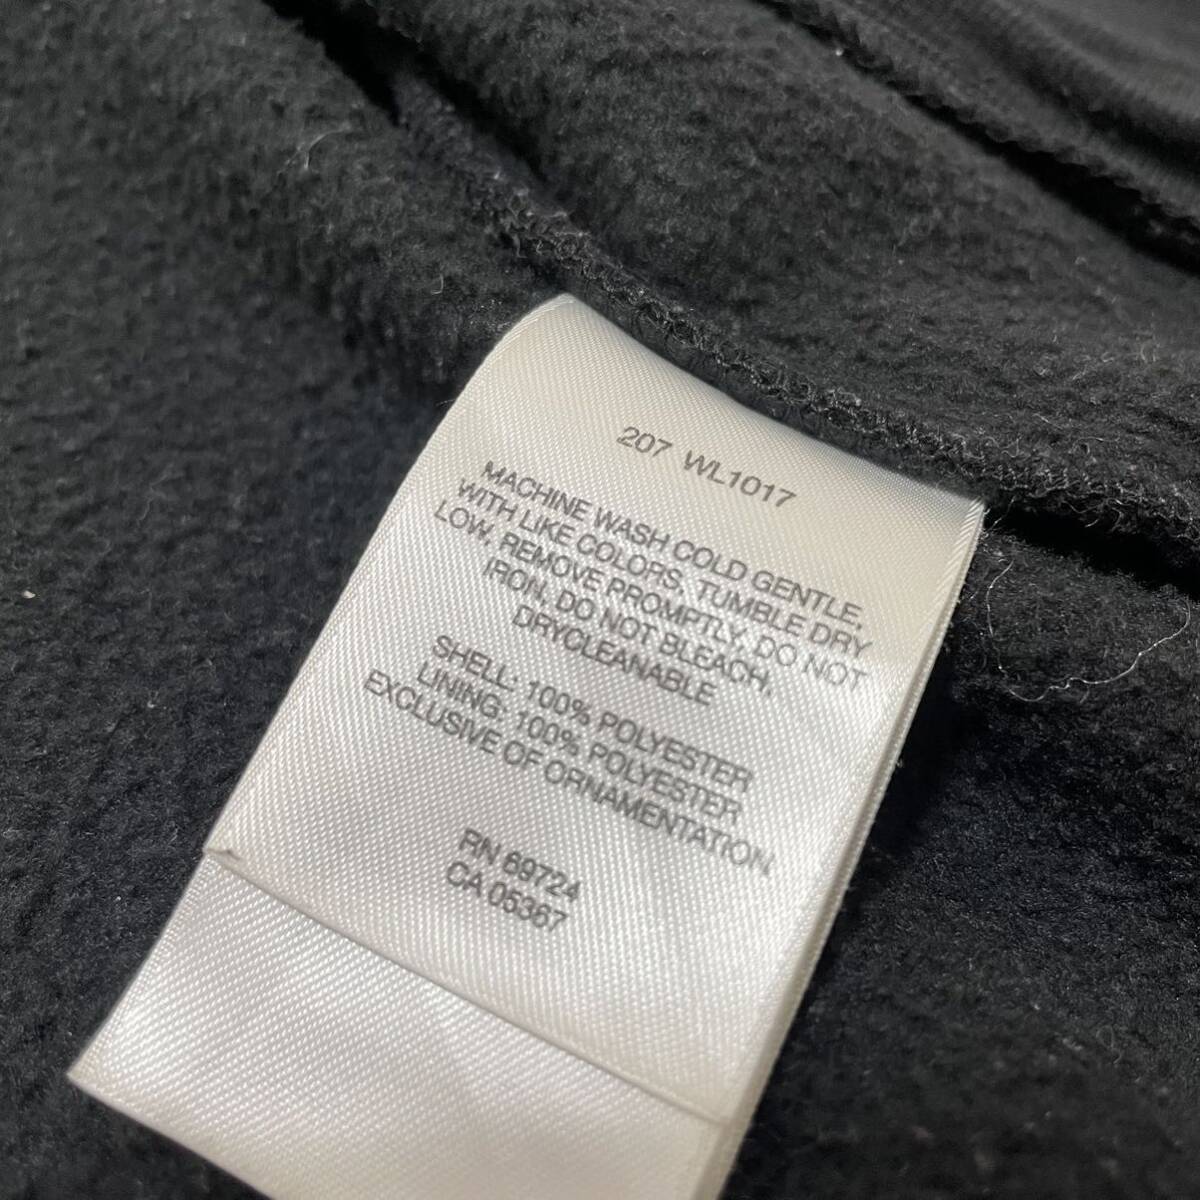 207 WL1017
MACHINE WASH COLD GENTLE,
WITH LIKE COLORS, TUMBLE DRY
LOW, REMOVE PROMPTLY, DO NOT
IRON, DO NOT BLEACH,
DRYCLEANABLE
SHELL: 100% POLYESTER
LINING: 100% POLYESTER
EXCLUSIVE OF ORNAMENTATION
RN 69724
CA 05367